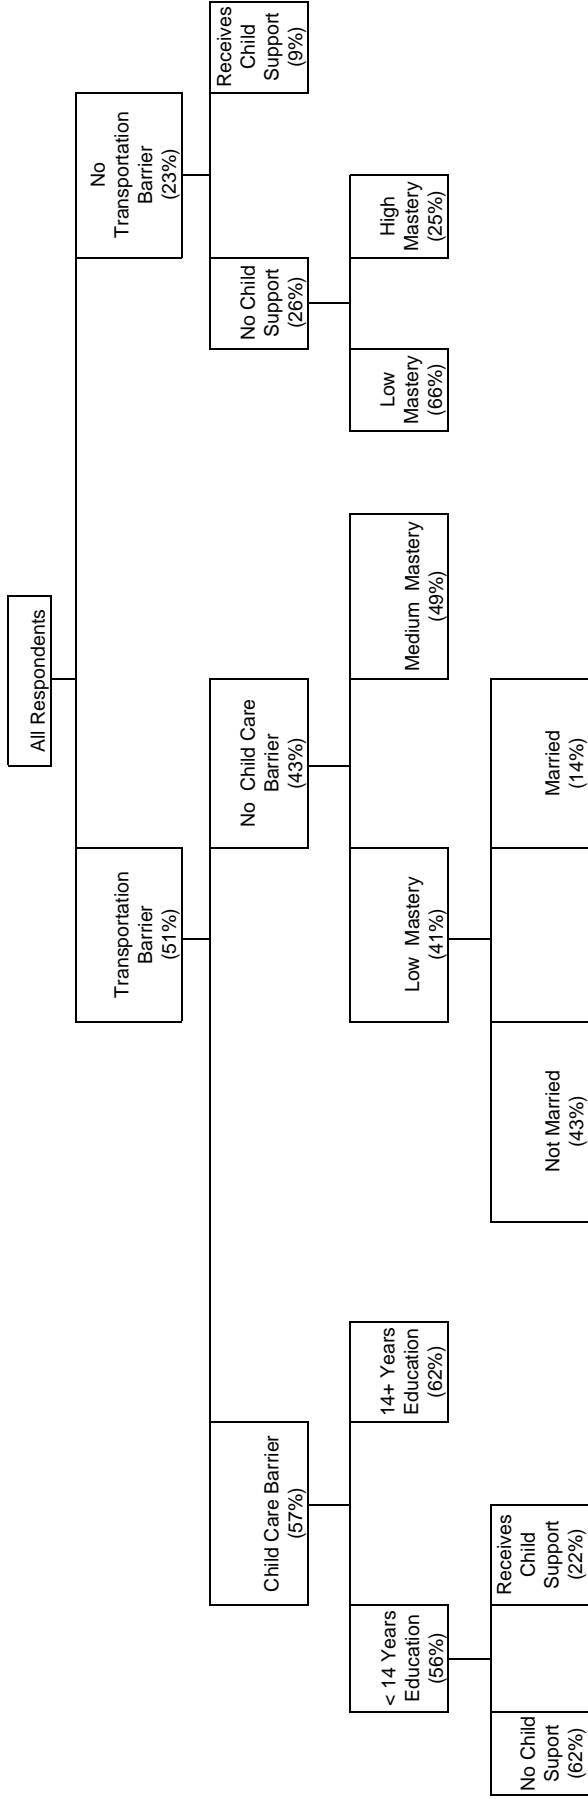 All Respondents
Transportation
Barrier
(51%)
No
Transportation
Barrier
(23%)
Child Care Barrier
(57%)
No Child Care
Barrier
(43%)
No Child
Support
(26%)
Receives
Child
Support
(9%)
< 14 Years
Education
(56%)
14+ Years
Education
(62%)
Low Mastery
(41%)
Medium Mastery
(49%)
Low
Mastery
(66%)
High
Mastery
(25%)
No Child
Suport
(62%)
Receives
Child
Support
(22%)
Not Married
(43%)
Married
(14%)